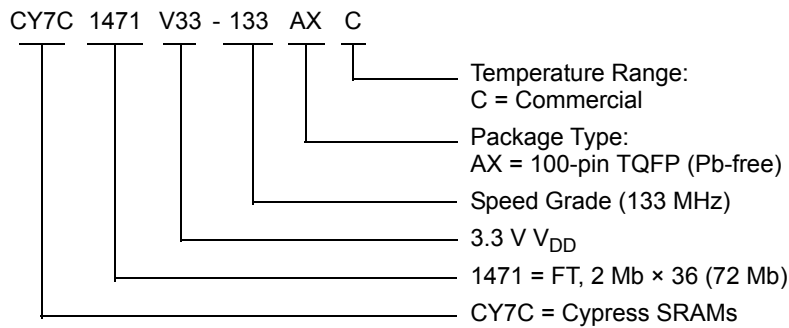 CY7C 1471 V33 - 133 AX C
Temperature Range:
C = Commercial
Package Type:
AX = 100-pin TQFP (Pb-free)
Speed Grade (133 MHz)
3.3 V VDD
1471 = FT, 2 Mb × 36 (72 Mb)
CY7C = Cypress SRAMs